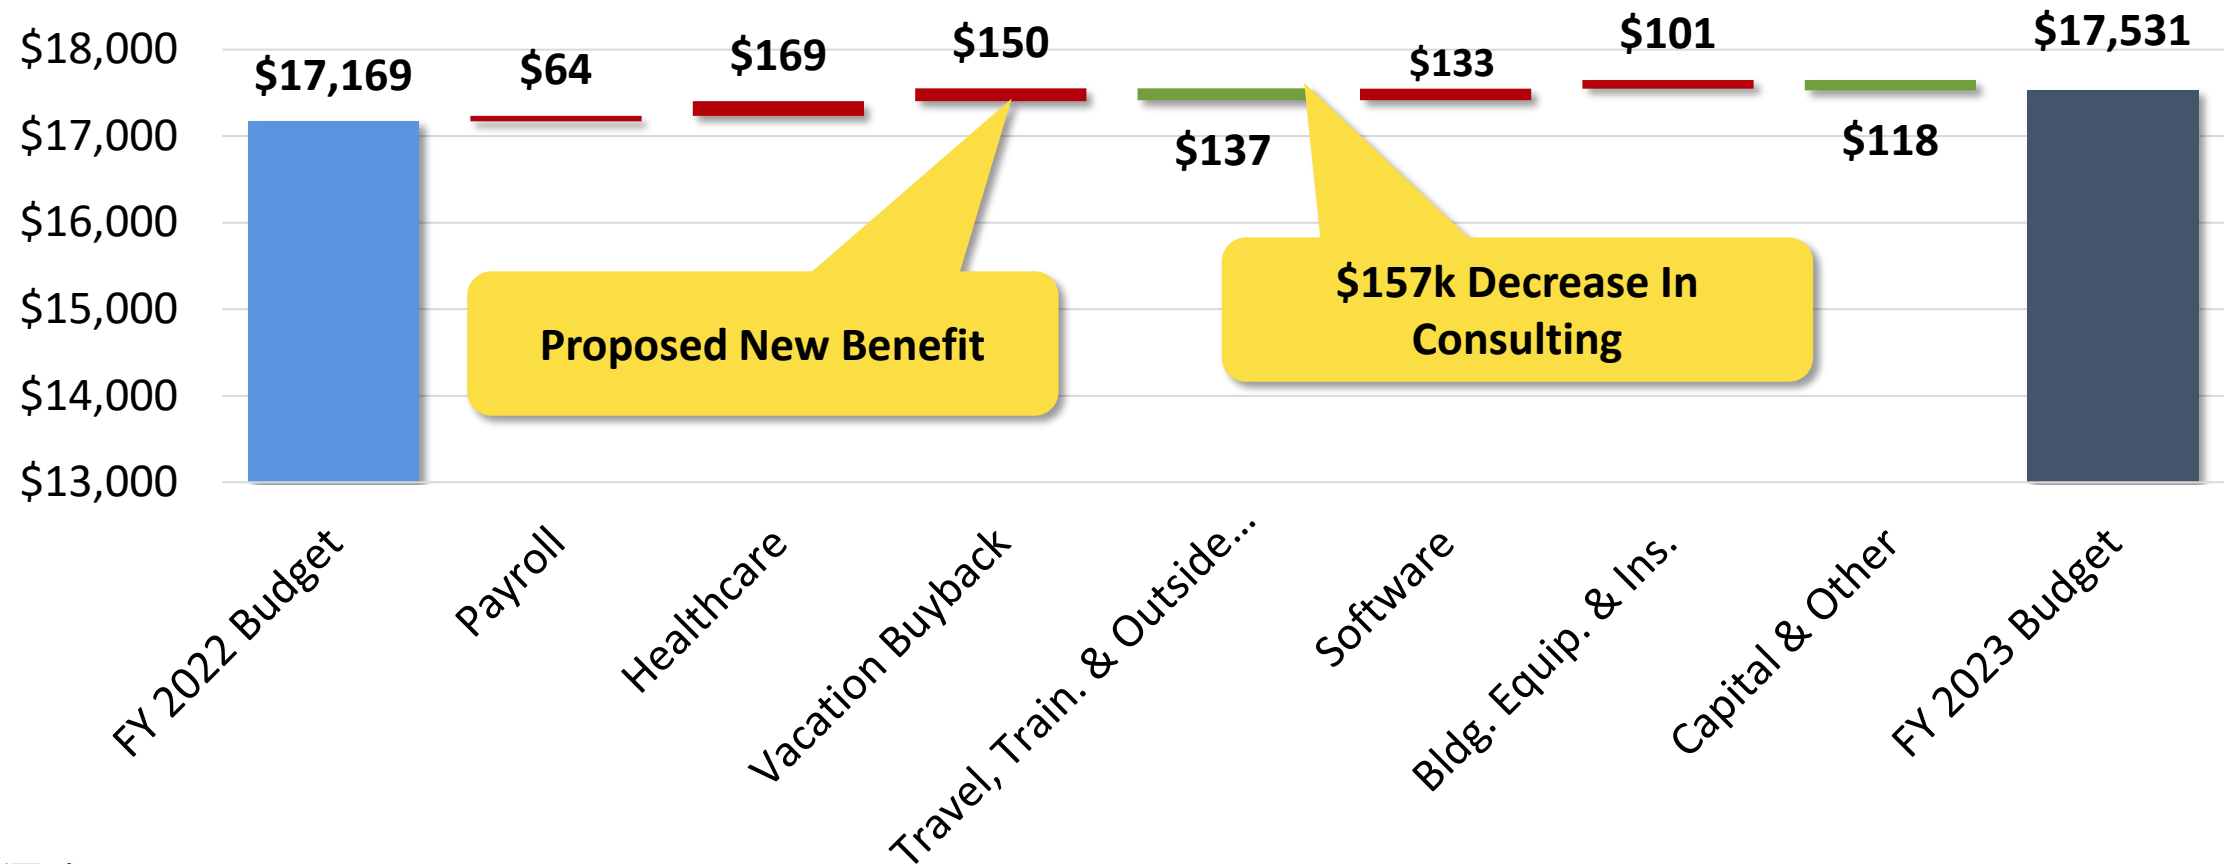 $18,000
$17,000
$16,000
$15,000
$14,000
$13,000
$17,169
$64
$169
$150
$137
$133
$101
$118
$17,531
Proposed New Benefit
$157k Decrease In
Consulting
FY 2022 Budget
Payroll
Healthcare
Vacation Buyback
Travel, Train. & Outside…
Software
Bldg. Equip. & Ins.
Capital & Other
FY 2023 Budget